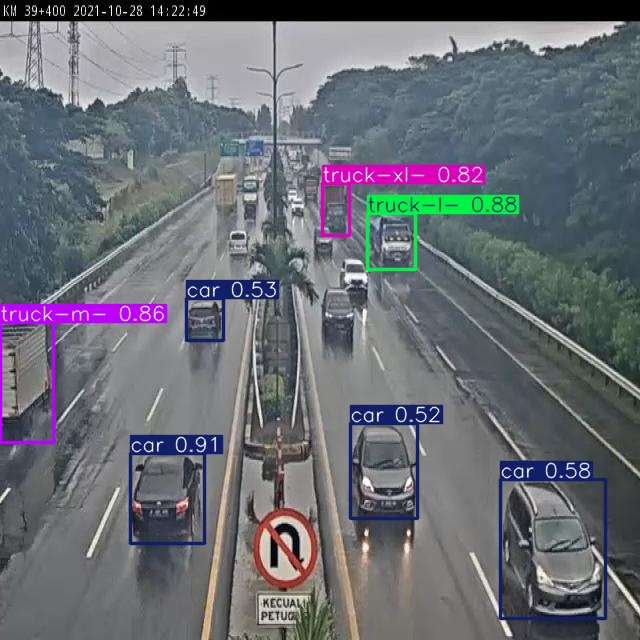 KM 39+400 2021-10-28 14:22:49
truck-xl- 0.82
truck-l- 0.88
car 0.53
truck-m- 0.86
car 0.52
car 0.91
car 0.58
KECUALI
PETUGAS